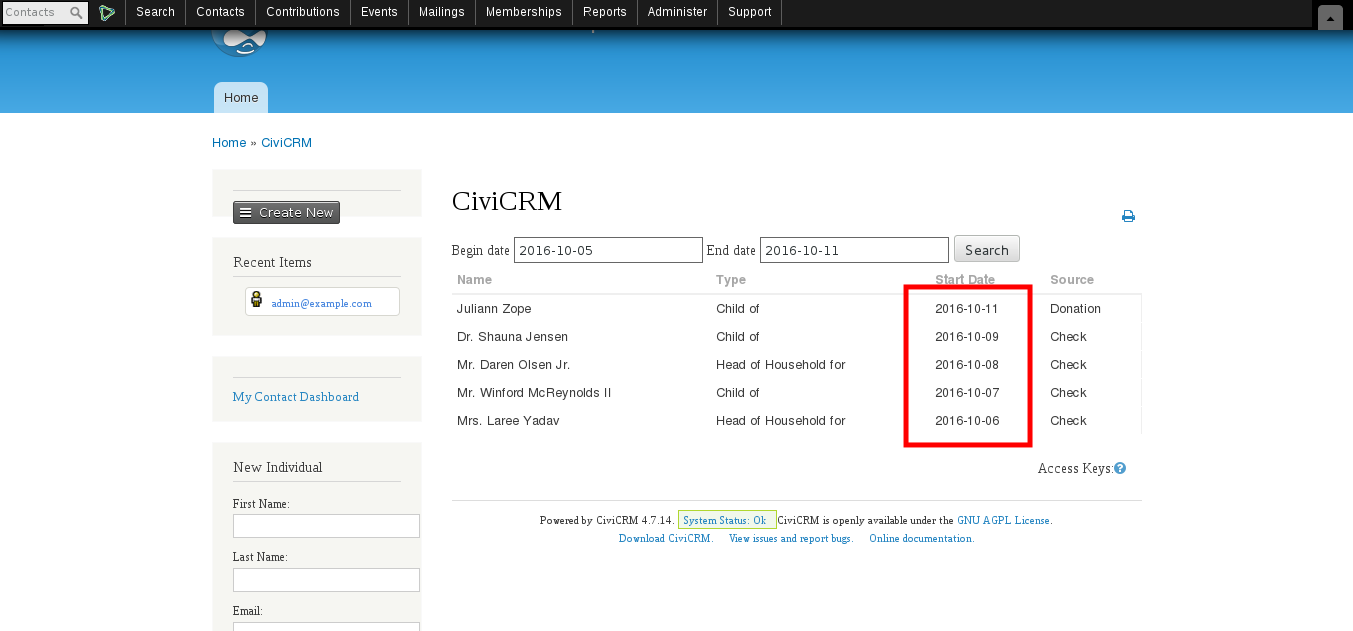 Contacts Search Contacts Contributions Events Mailings Memberships Reports Administer Support
Home
Home » CiviCRM
Create New
Recent Items
admin@example.com
My Contact Dashboard
New Individual
First Name:
Last Name:
Email:
CiviCRM
Begin date 2016-10-05 End date 2016-10-11 Search
Name Type Start Date Source
Juliann Zope Child of 2016-10-11 Donation
Dr. Shauna Jensen Child of 2016-10-09 Check
Mr. Daren Olsen Jr. Head of Household for 2016-10-08 Check
Mr. Winford McReynolds II Child of 2016-10-07 Check
Mrs. Laree Yadav Head of Household for 2016-10-06 Check
Access Keys:?
Powered by CiviCRM 4.7.14. System Status: Ok CiviCRM is openly available under the GNU AGPL License.
Download CiviCRM. View issues and report bugs. Online documentation.